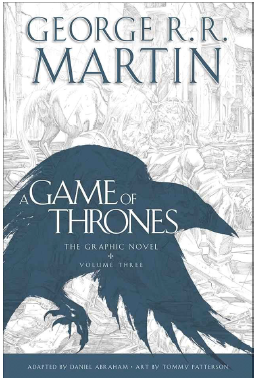 GEORGE R.R.
MARTIN
A GAME OF
THRONES
THE GRAPHIC NOVEL
VOLUME THREE
ADAPTED BY DANIEL ABRAHAM • ART BY TOMMY PATTERSON